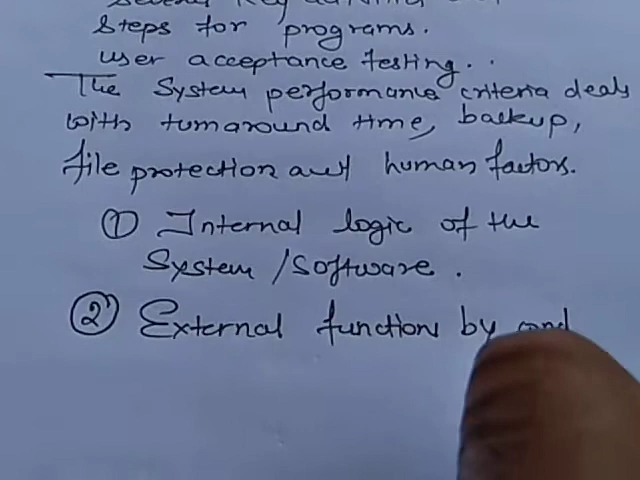 Steps for programs.
user acceptance testing..
The System performance criteria deals
with turnaround time, backup,
file protection and human factors.
① Internal logic of the
System/Software.
② External function by cond